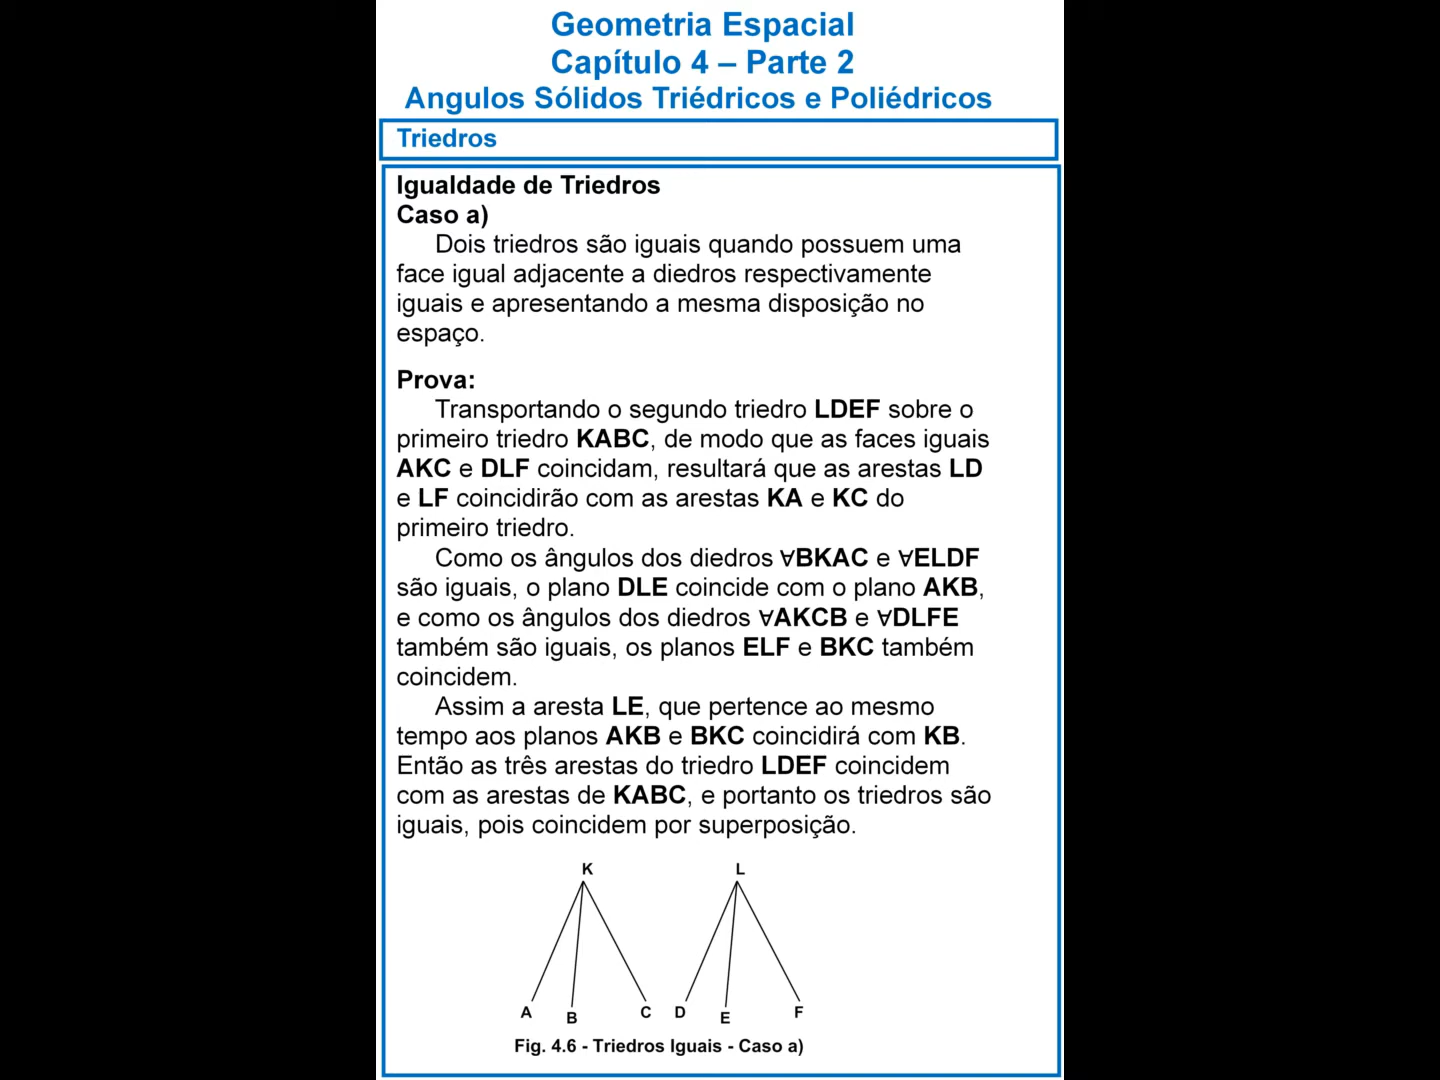 Geometria Espacial
Capítulo 4 – Parte 2
Angulos Sólidos Triédricos e Poliédricos
Triedros
Igualdade de Triedros
Caso a)
Dois triedros são iguais quando possuem uma
face igual adjacente a diedros respectivamente
iguais e apresentando a mesma disposição no
espaço.
Prova:
Transportando o segundo triedro LDEF sobre o
primeiro triedro KABC, de modo que as faces iguais
AKC e DLF coincidam, resultará que as arestas LD
e LF coincidirão com as arestas KA e KC do
primeiro triedro.
Como os ângulos dos diedros ∀BKAC e ∀ELDF
são iguais, o plano DLE coincide com o plano AKB,
e como os ângulos dos diedros ∀AKCB e ∀DLFE
também são iguais, os planos ELF e BKC também
coincidem.
Assim a aresta LE, que pertence ao mesmo
tempo aos planos AKB e BKC coincidirá com KB.
Então as três arestas do triedro LDEF coincidem
com as arestas de KABC, e portanto os triedros são
iguais, pois coincidem por superposição.
K L
A B C D E F
Fig. 4.6 - Triedros Iguais - Caso a)